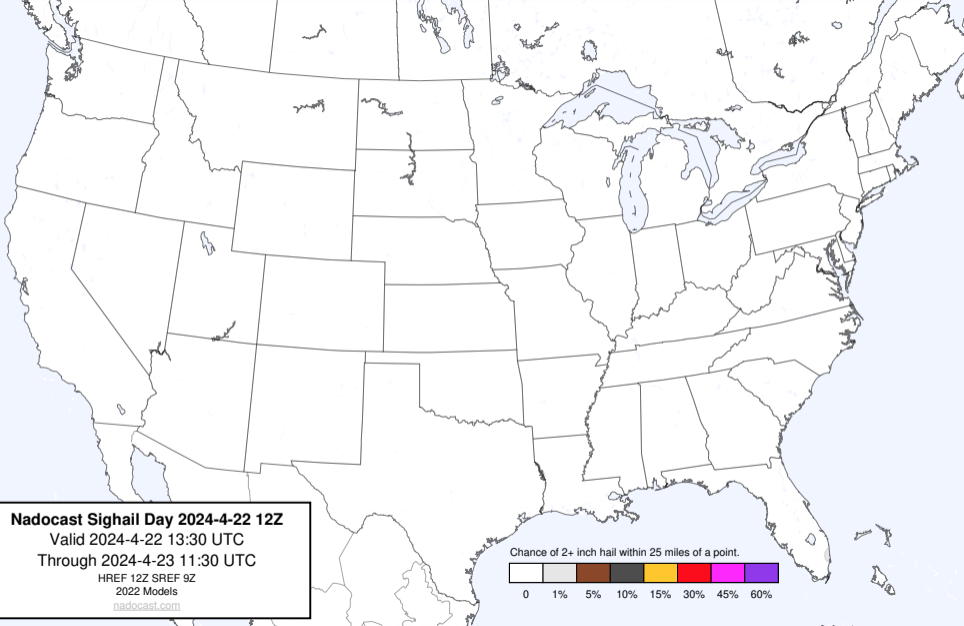 Nadocast Sighail Day 2024-4-22 12Z
Valid 2024-4-22 13:30 UTC
Through 2024-4-23 11:30 UTC
HREF 12Z SREF 9Z
2022 Models
nadocast.com
Chance of 2+ inch hail within 25 miles of a point.
0 1% 5% 10% 15% 30% 45% 60%